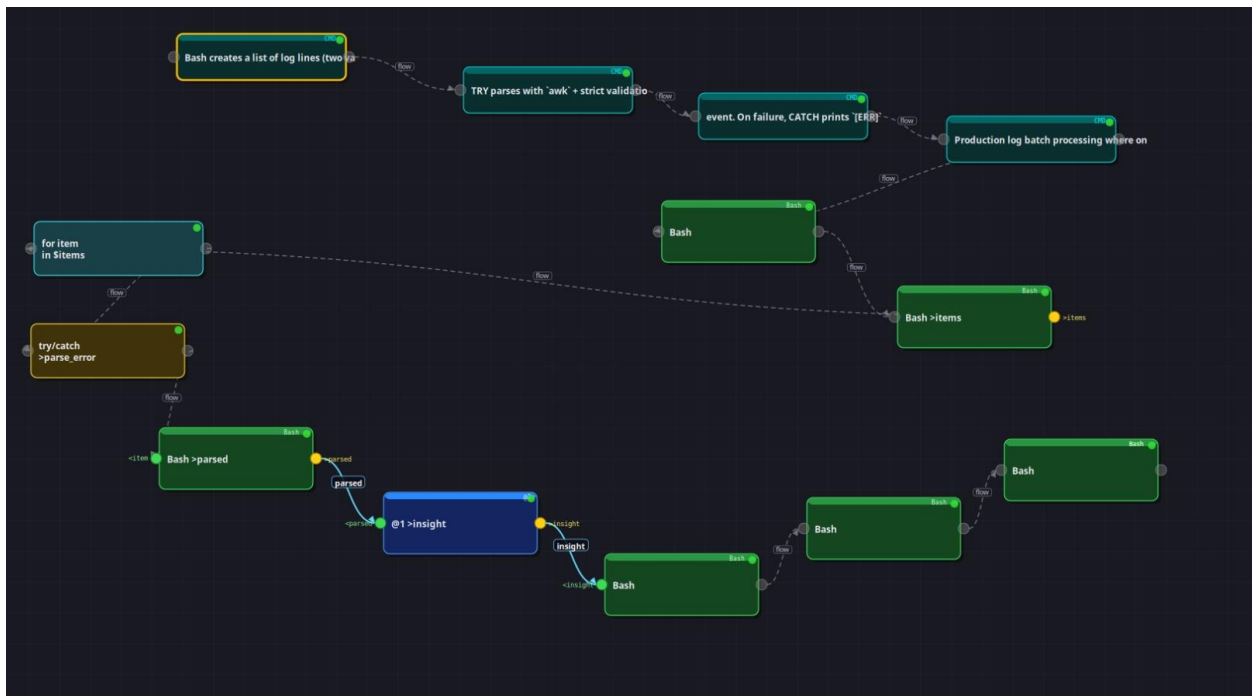 CMD
Bash creates a list of log lines (two va
flow
CMD
TRY parses with `awk` + strict validatio
flow
CMD
event. On failure, CATCH prints `[ERR]
flow
CMD
Production log batch processing where on
flow
Bash
Bash
flow
for item
in $items
flow
Bash
Bash >items
>items
flow
try/catch
>parse_error
flow
Bash
<item
Bash >parsed
>parsed
parsed
<parsed
@1 >insight
>insight
insight
Bash
<insight
Bash
flow
Bash
Bash
flow
Bash
Bash